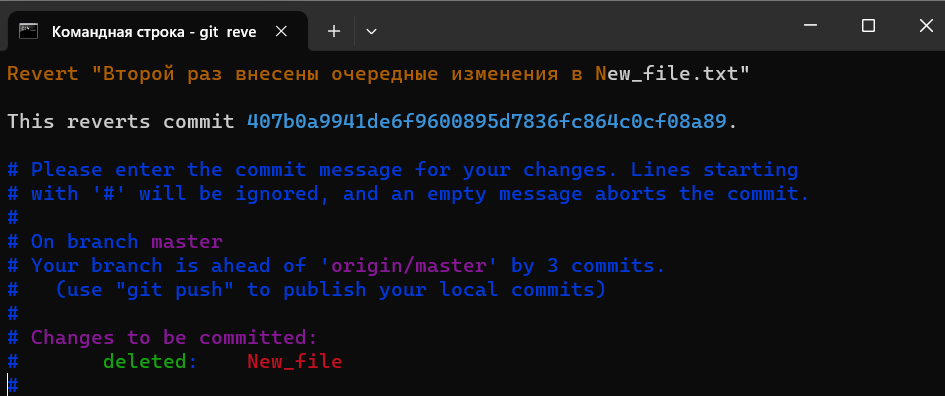 Командная строка - git reve
Revert "Второй раз внесены очередные изменения в New_file.txt"
This reverts commit 407b0a9941de6f9600895d7836fc864c0cf08a89.
# Please enter the commit message for your changes. Lines starting
# with '#' will be ignored, and an empty message aborts the commit.
#
# On branch master
# Your branch is ahead of 'origin/master' by 3 commits.
#   (use "git push" to publish your local commits)
#
# Changes to be committed:
#       deleted:    New_file
#